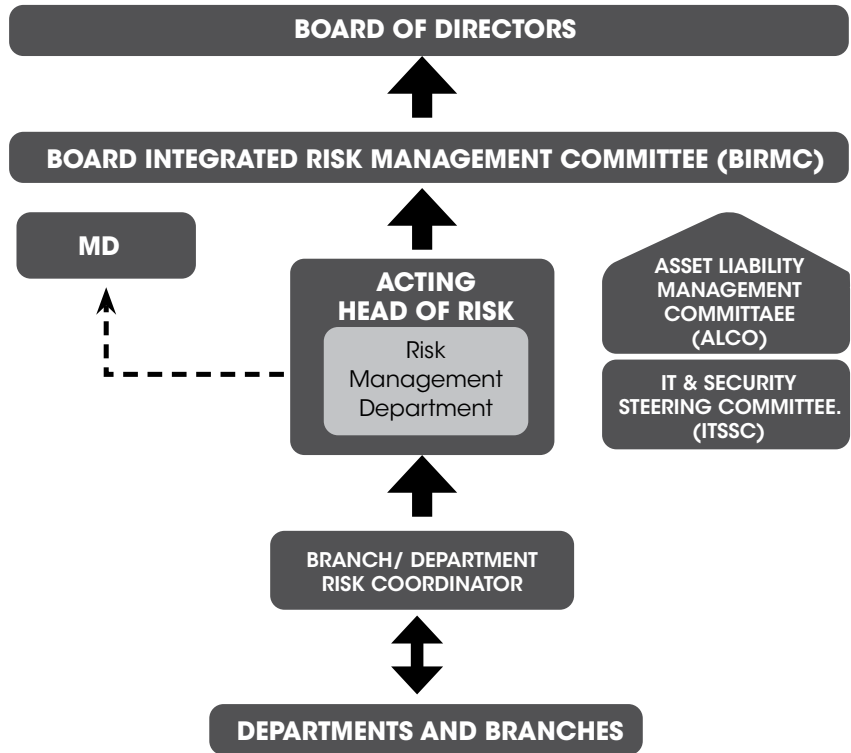 BOARD OF DIRECTORS
BOARD INTEGRATED RISK MANAGEMENT COMMITTEE (BIRMC)
MD
ACTING
HEAD OF RISK
Risk
Management
Department
ASSET LIABILITY
MANAGEMENT
COMMITTAEE
(ALCO)
IT & SECURITY
STEERING COMMITTEE.
(ITSSC)
BRANCH/ DEPARTMENT
RISK COORDINATOR
DEPARTMENTS AND BRANCHES